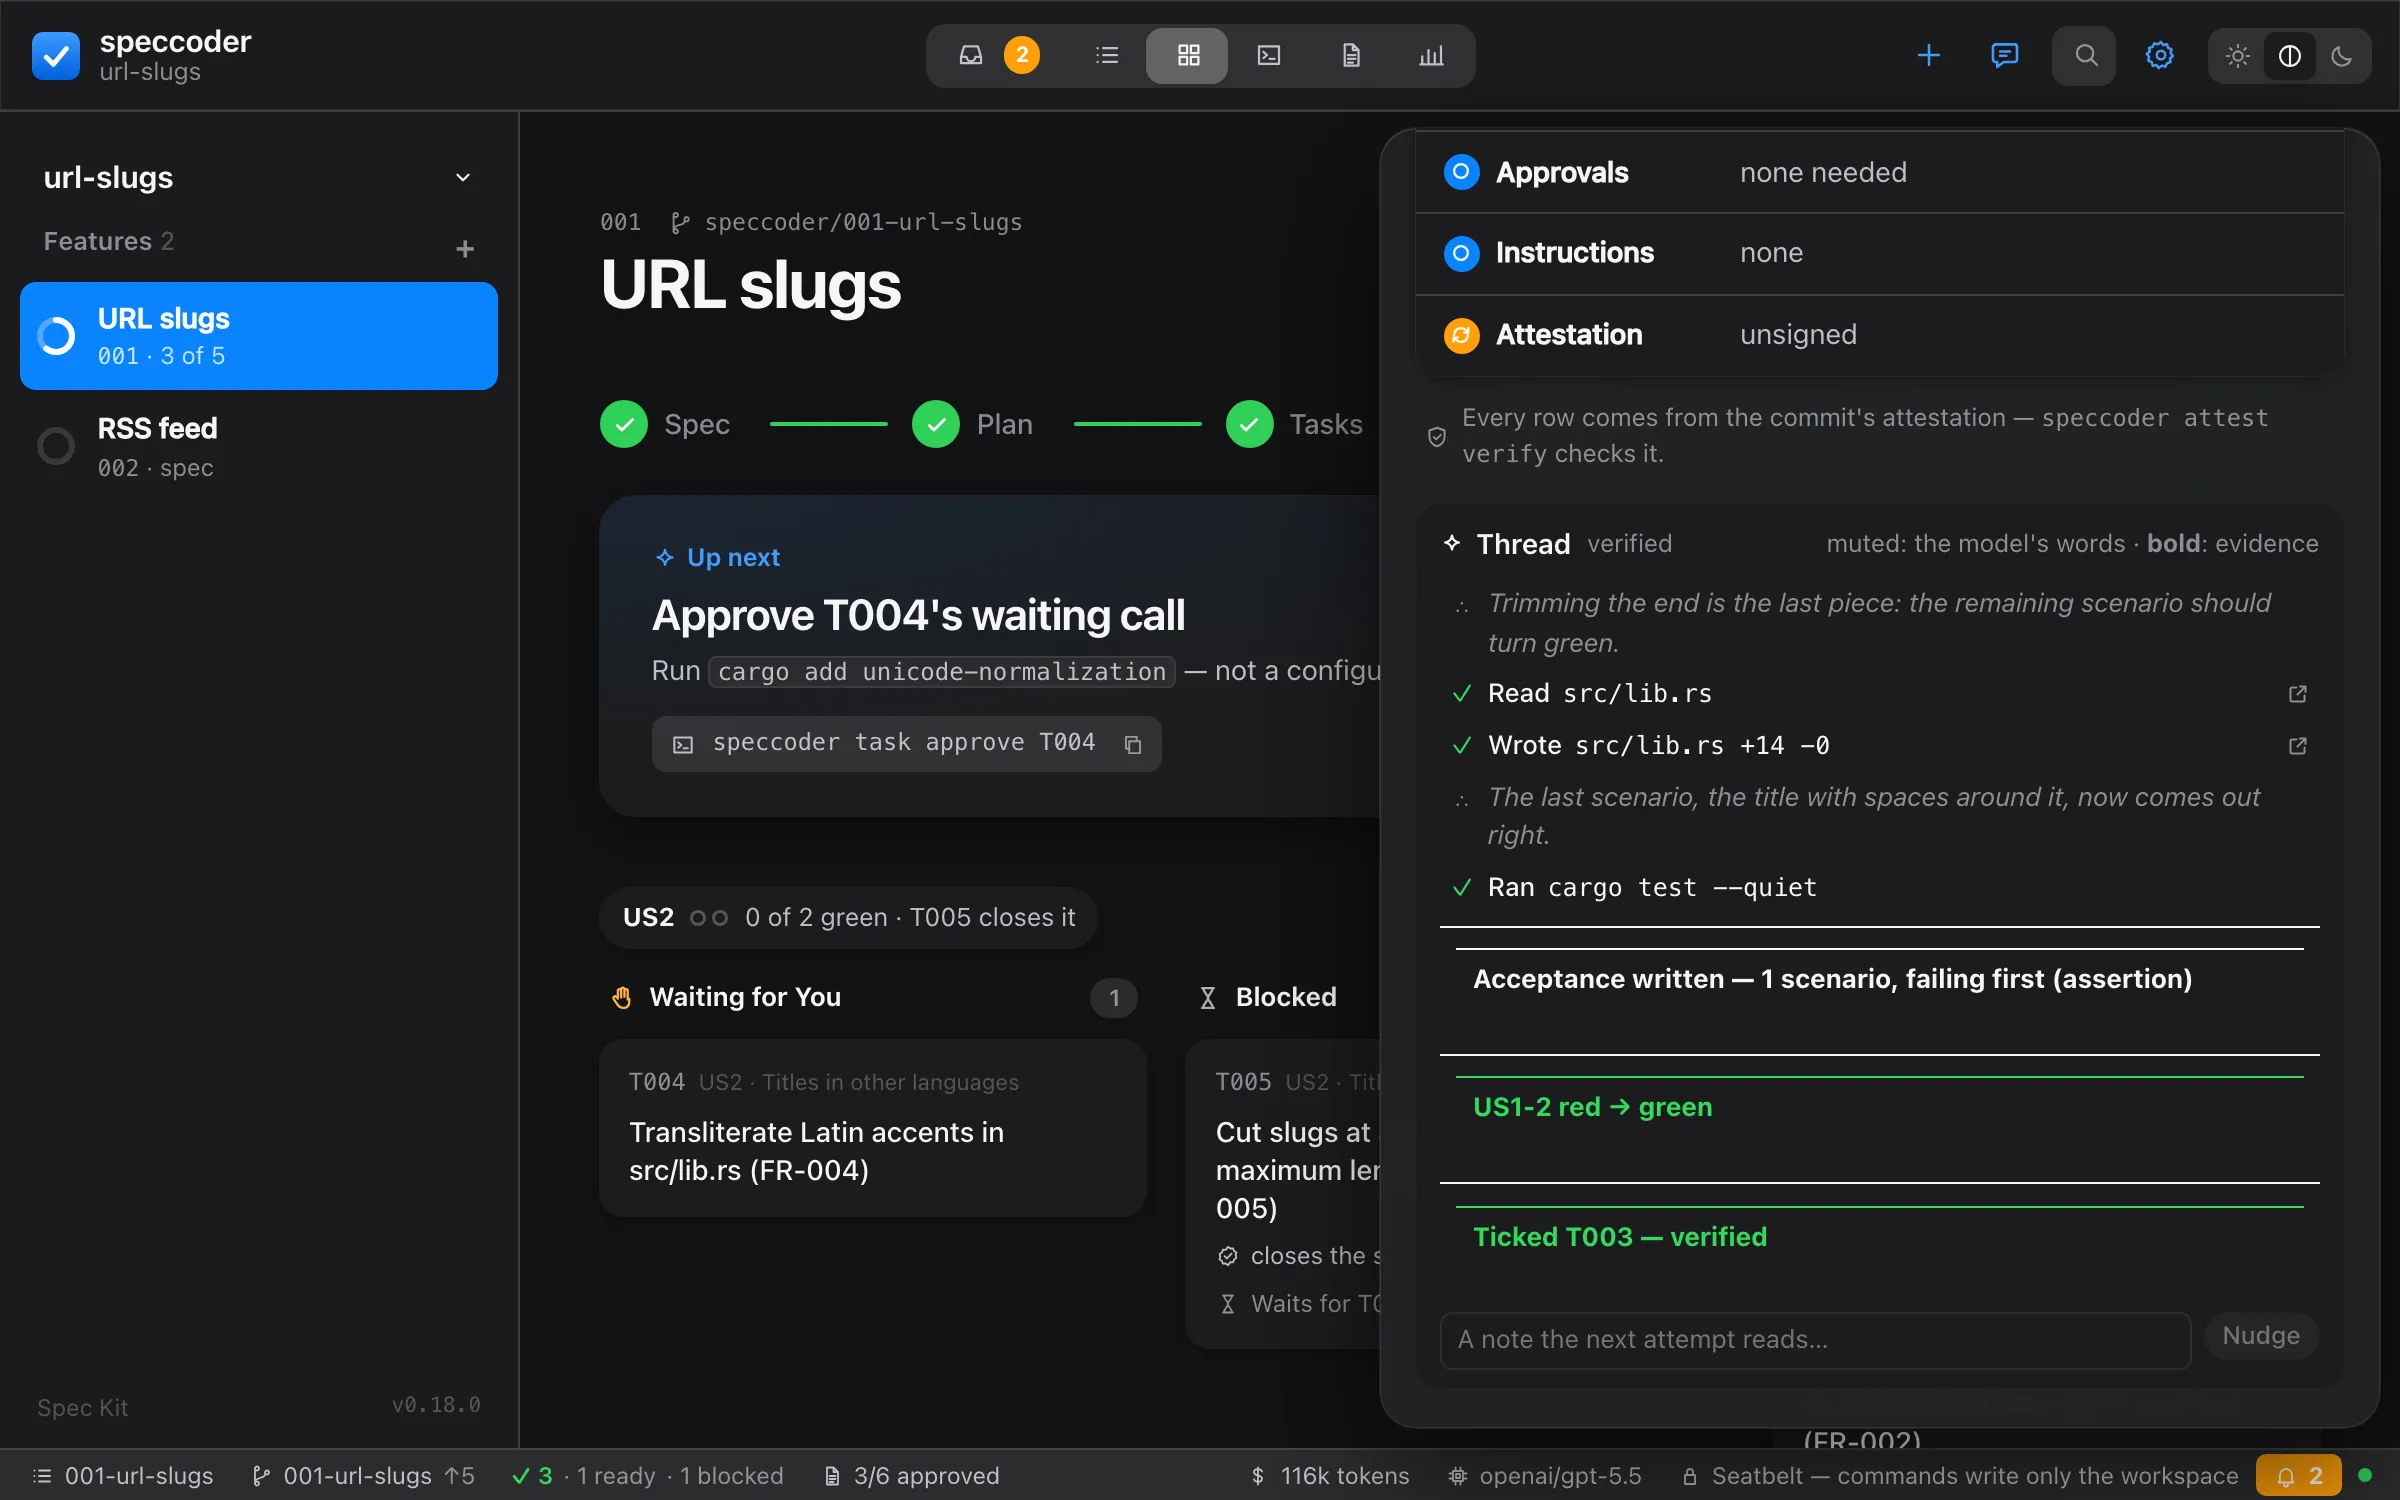 speccoder
url-slugs
2
url-slugs
Features 2
URL slugs
001 · 3 of 5
RSS feed
002 · spec
Spec Kit
v0.18.0
001 speccoder/001-url-slugs
URL slugs
Spec
Plan
Tasks
Up next
Approve T004's waiting call
Run cargo add unicode-normalization — not a configu
speccoder task approve T004
US2 0 of 2 green · T005 closes it
Waiting for You 1
T004 US2 · Titles in other languages
Transliterate Latin accents in
src/lib.rs (FR-004)
Blocked
T005 US2 · Titl
Cut slugs at
maximum len
005)
closes the s
Waits for T0
Approvals none needed
Instructions none
Attestation unsigned
Every row comes from the commit's attestation — speccoder attest
verify checks it.
Thread verified muted: the model's words · bold: evidence
Trimming the end is the last piece: the remaining scenario should
turn green.
Read src/lib.rs
Wrote src/lib.rs +14 -0
The last scenario, the title with spaces around it, now comes out
right.
Ran cargo test --quiet
Acceptance written — 1 scenario, failing first (assertion)
US1-2 red → green
Ticked T003 — verified
A note the next attempt reads...
Nudge
(FR-002)
001-url-slugs
001-url-slugs ↑5
3 · 1 ready · 1 blocked
3/6 approved
$ 116k tokens
openai/gpt-5.5
Seatbelt — commands write only the workspace
2